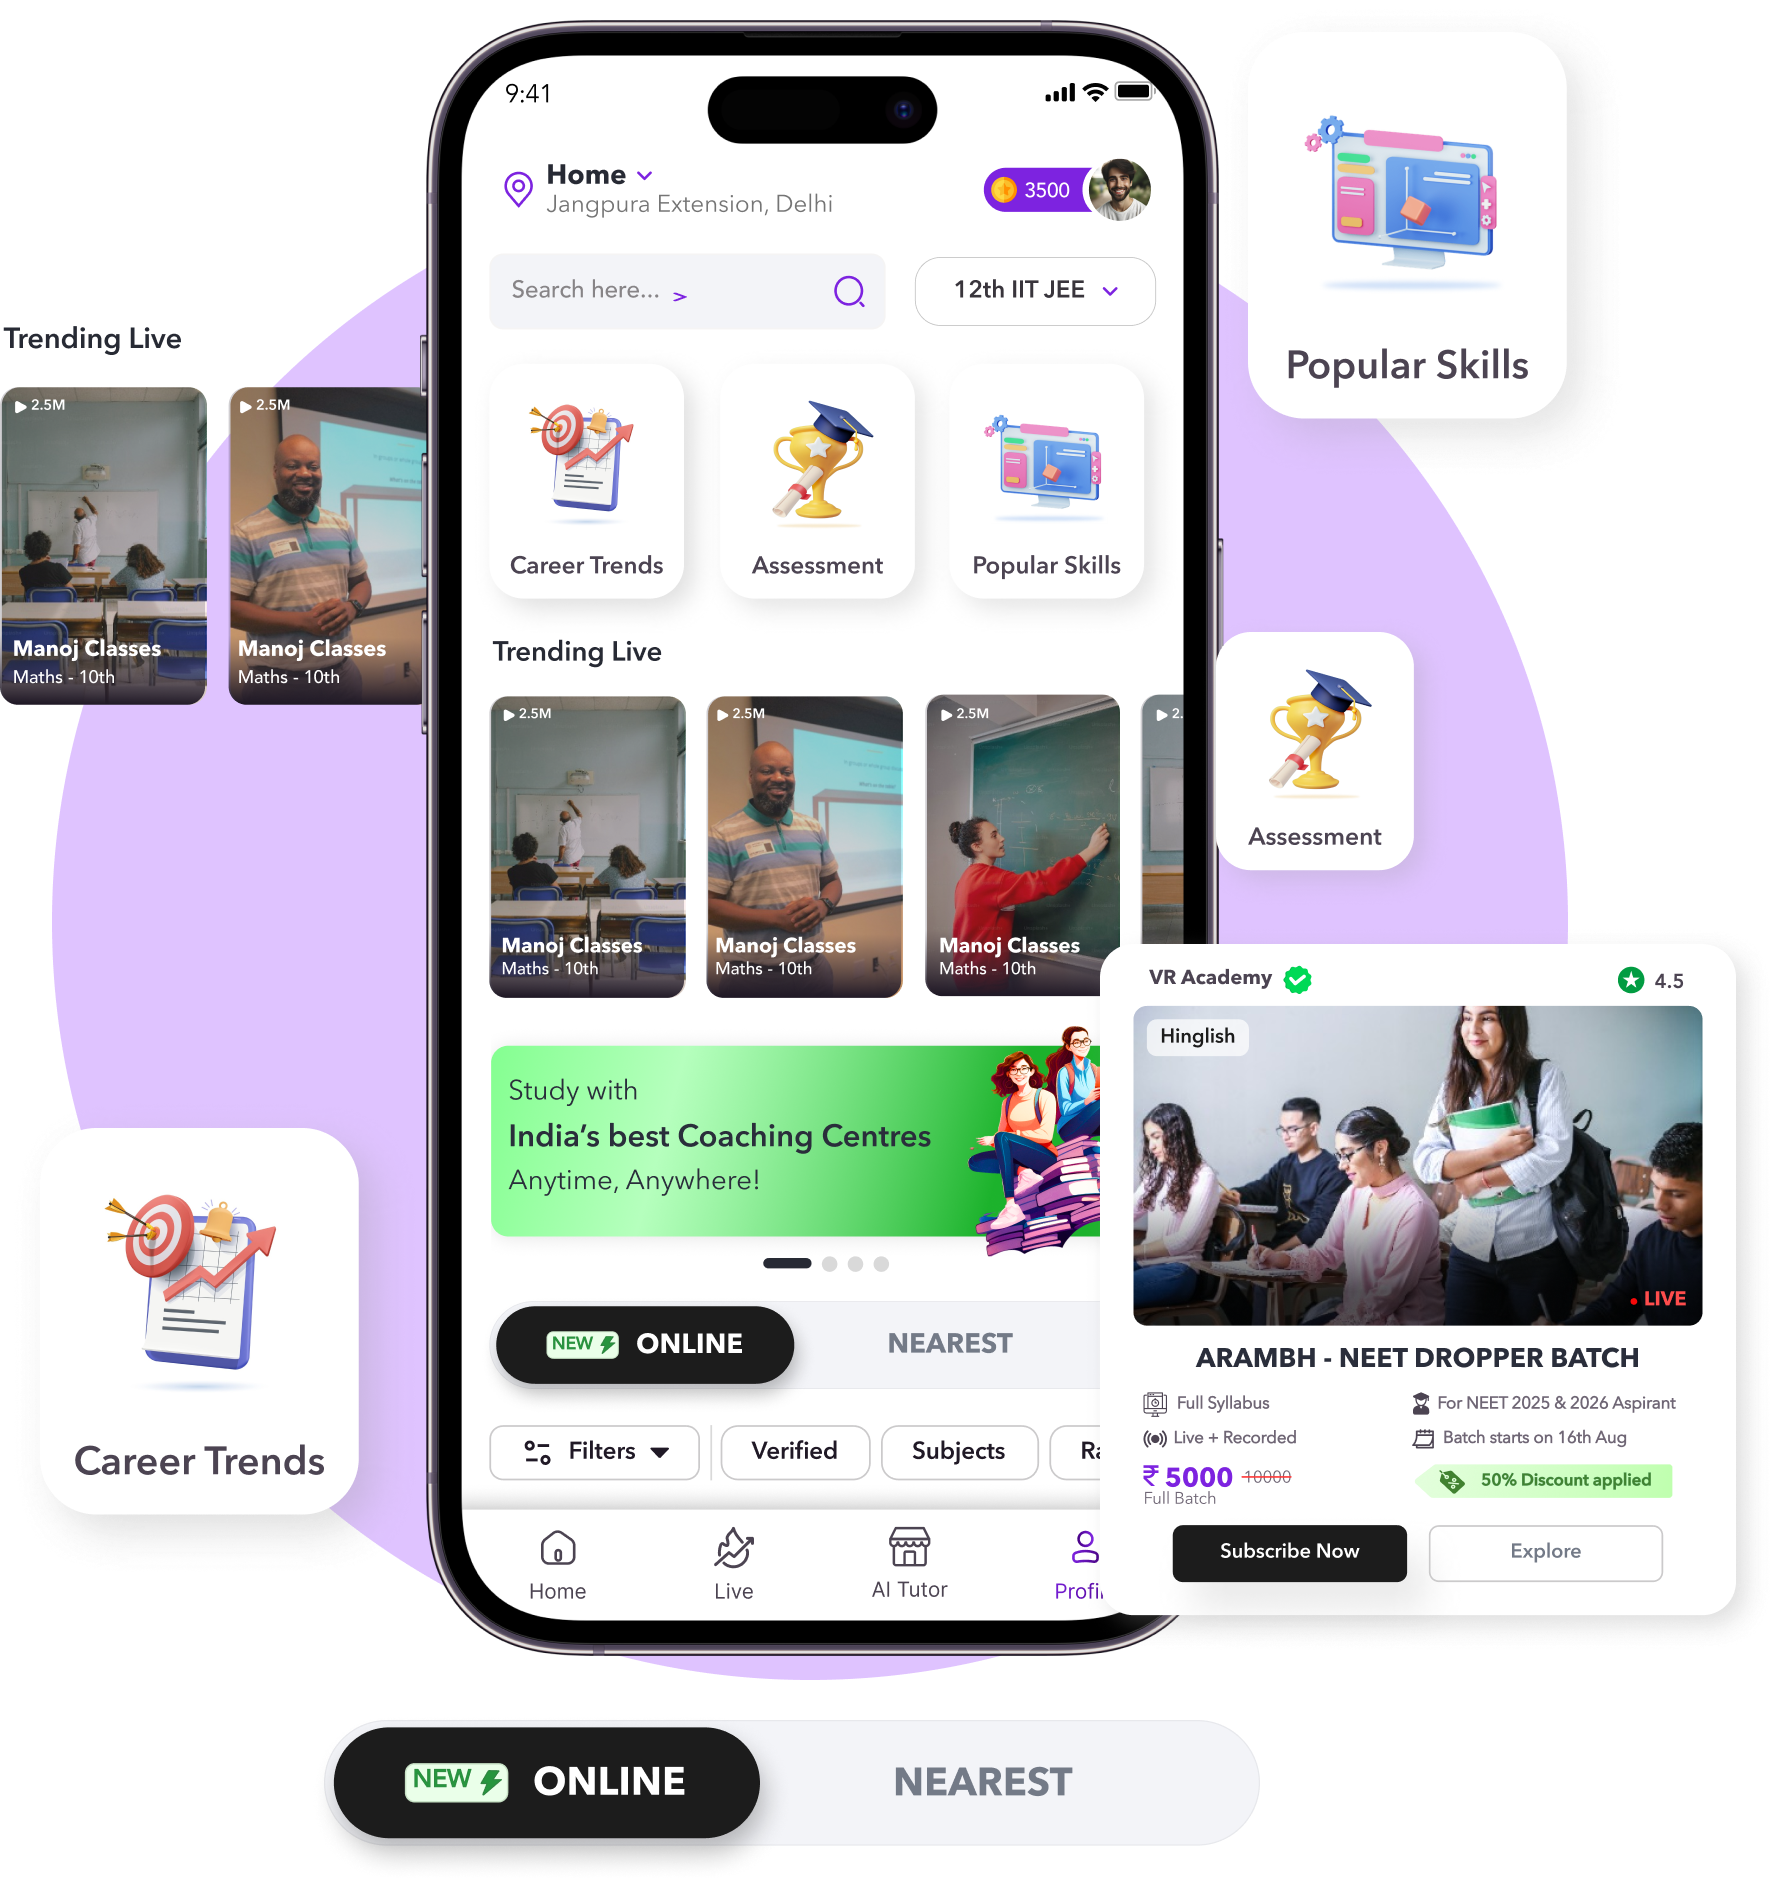 9:41
Home
Jangpura Extension, Delhi
3500
Search here... >
12th IIT JEE
Career Trends
Assessment
Popular Skills
Trending Live
2.5M
2.5M
2.5M
2.
Manoj Classes
Maths - 10th
Manoj Classes
Maths - 10th
Manoj Classes
Maths - 10th
Study with
India's best Coaching Centres
Anytime, Anywhere!
NEW
ONLINE
NEAREST
Filters
Verified
Subjects
Ra
Home
Live
AI Tutor
Profil
Popular Skills
Trending Live
2.5M
2.5M
Manoj Classes
Maths - 10th
Manoj Classes
Maths - 10th
Assessment
Career Trends
VR Academy
4.5
Hinglish
LIVE
ARAMBH - NEET DROPPER BATCH
Full Syllabus
For NEET 2025 & 2026 Aspirant
Live + Recorded
Batch starts on 16th Aug
₹ 5000 10000
Full Batch
50% Discount applied
Subscribe Now
Explore
NEW
ONLINE
NEAREST